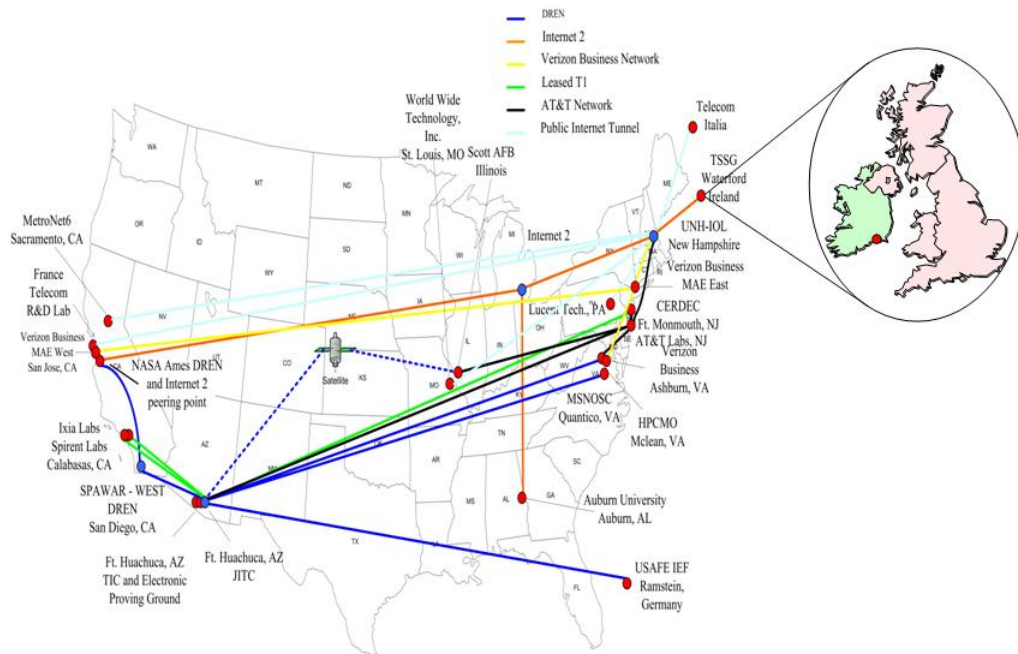 DREN
Internet 2
Verizon Business Network
Leased T1
AT&T Network
Public Internet Tunnel
World Wide
Technology,
Inc.
St. Louis, MO
Scott AFB
Illinois
Telecom
Italia
TSSG
Waterford
Ireland
MetroNet6
Sacramento, CA
France
Telecom
R&D Lab
Verizon Business
MAE West
San Jose, CA
NASA Ames DREN
and Internet 2
peering point
Internet 2
UNH-IOL
New Hampshire
Verizon Business
MAE East
Lucent Tech., PA
CERDEC
Ft. Monmouth, NJ
AT&T Labs, NJ
Verizon
Business
Ashburn, VA
MSNOSC
Quantico, VA
HPCMO
Mclean, VA
Satellite
Ixia Labs
Spirent Labs
Calabasas, CA
SPAWAR - WEST
DREN
San Diego, CA
Ft. Huachuca, AZ
TIC and Electronic
Proving Ground
Ft. Huachuca, AZ
JITC
Auburn University
Auburn, AL
USAFE IEF
Ramstein,
Germany
WA
MT
ND
MN
OR
ID
SD
WI
MI
WY
IA
NV
UT
CO
KS
MO
IL
IN
OH
WV
VA
KY
TN
AZ
AR
MS
AL
GA
SC
TX
FL
NY
VT
ME
RI
DE